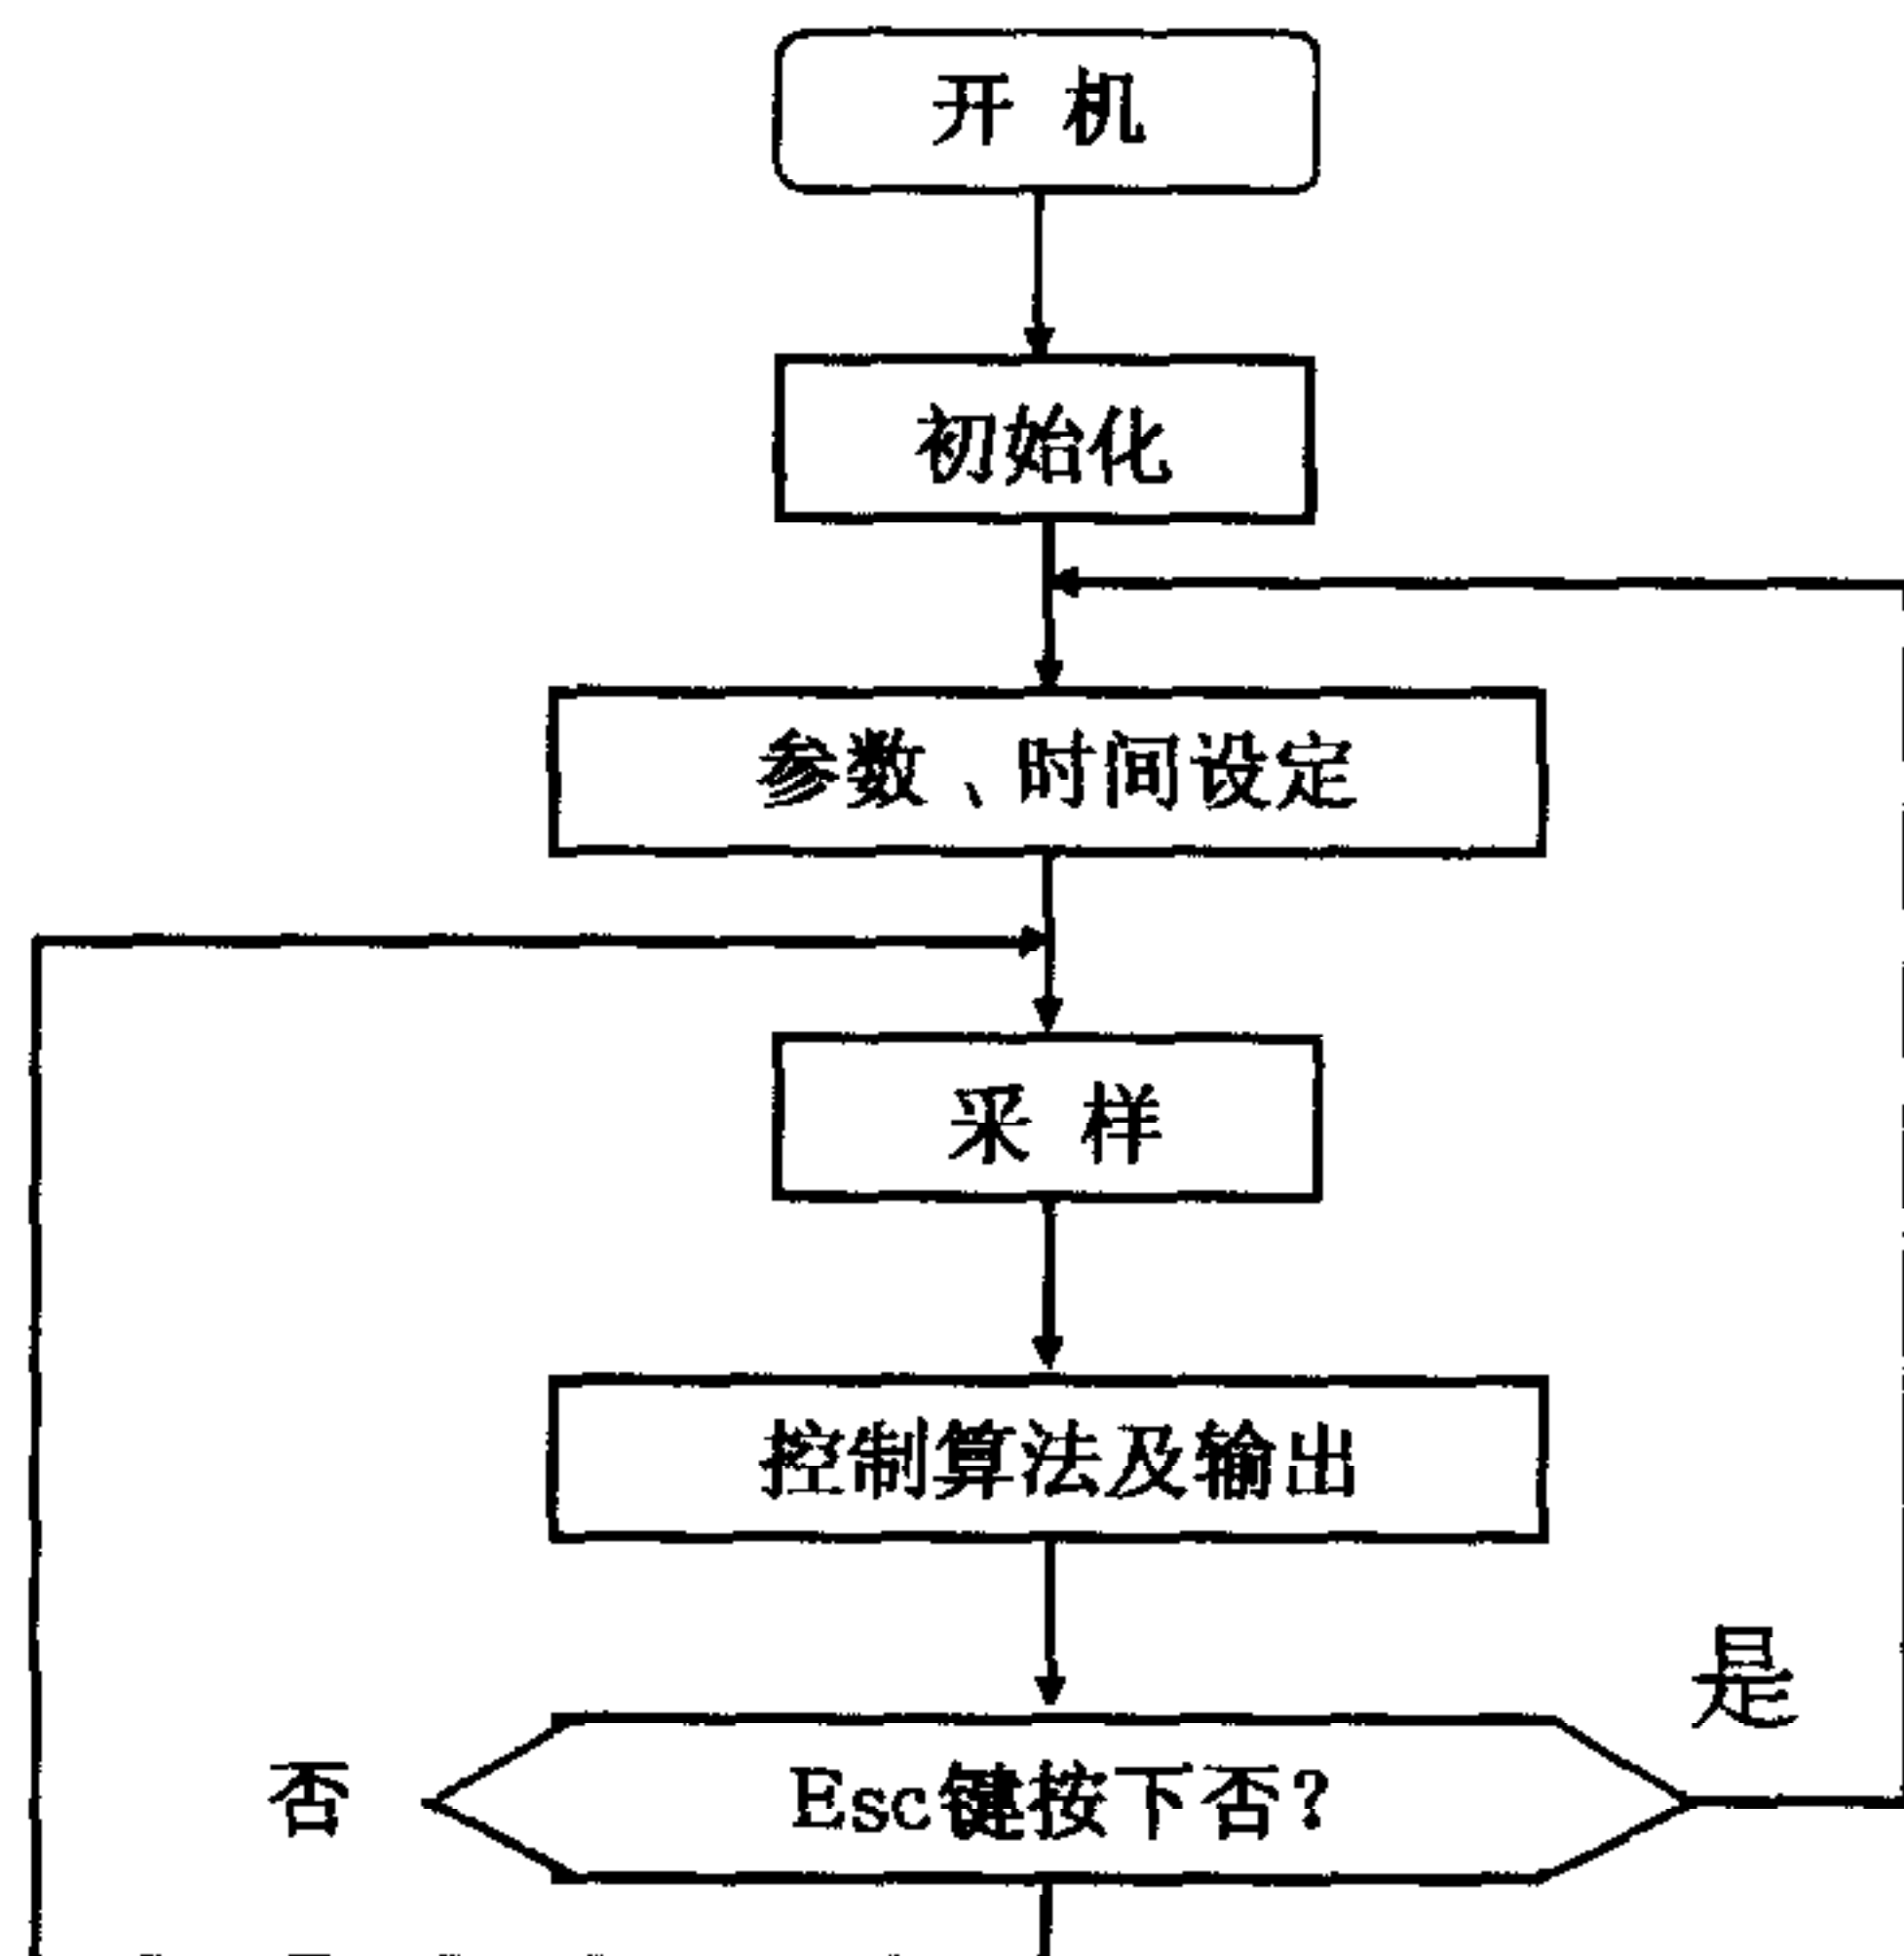 开 机
初始化
参数、时间设定
采 样
控制算法及输出
是
否
Esc键按下否?